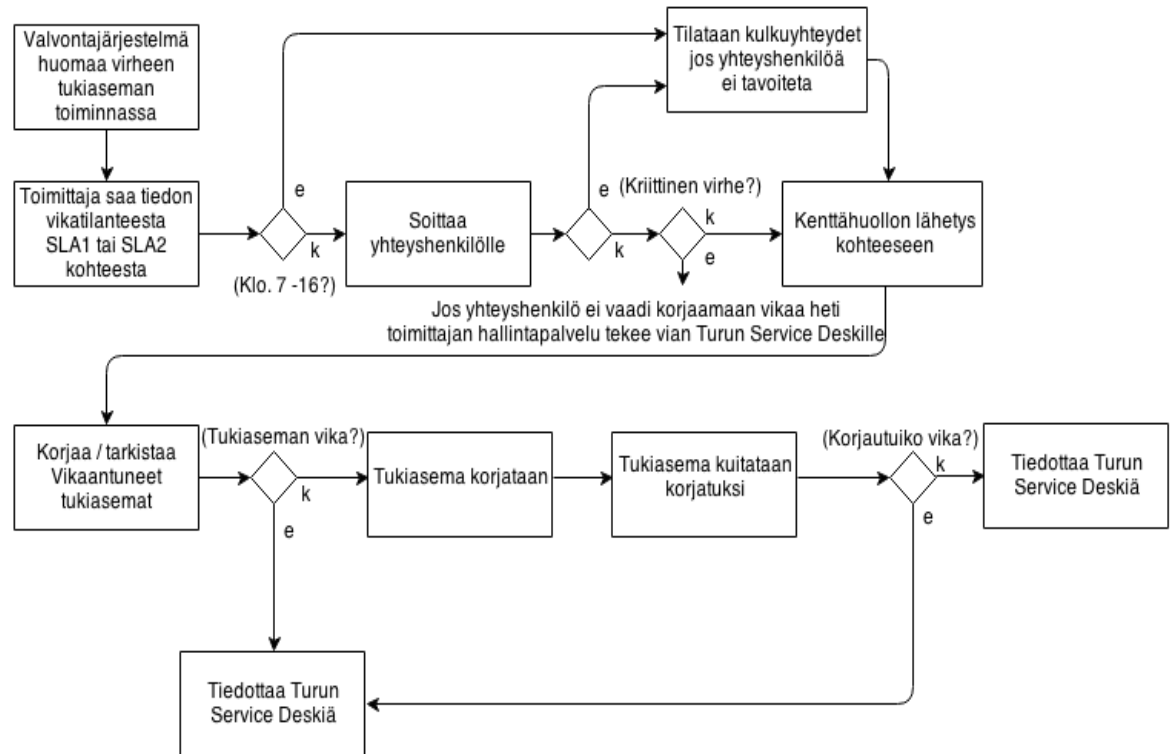 Valvontajärjestelmä
huomaa virheen
tukiaseman
toiminnassa
Tilataan kulkuyhteydet
jos yhteyshenkilöä
ei tavoiteta
Toimittaja saa tiedon
vikatilanteesta
SLA1 tai SLA2
kohteesta
e
k
(Klo. 7 -16?)
Soittaa
yhteyshenkilölle
e
k
(Kriittinen virhe?)
k
e
Kenttähuollon lähetys
kohteeseen
Jos yhteyshenkilö ei vaadi korjaamaan vikaa heti
toimittajan hallintapalvelu tekee vian Turun Service Deskille
Korjaa / tarkistaa
Vikaantuneet
tukiasemat
(Tukiaseman vika?)
k
e
Tukiasema korjataan
Tukiasema kuitataan
korjatuksi
(Korjautuiko vika?)
k
e
Tiedottaa Turun
Service Deskiä
Tiedottaa Turun
Service Deskiä